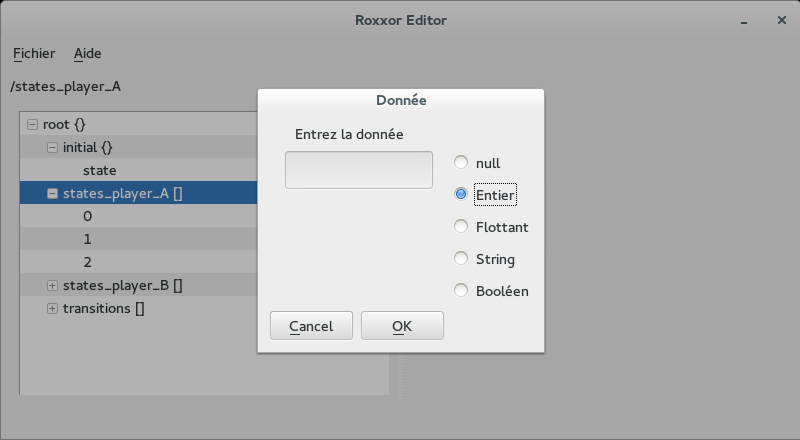 Roxxor Editor
Fichier Aide
/states_player_A
root {}
initial {}
state
states_player_A []
0
1
2
states_player_B []
transitions []
Donnée
Entrez la donnée
null
Entier
Flottant
String
Booléen
Cancel OK